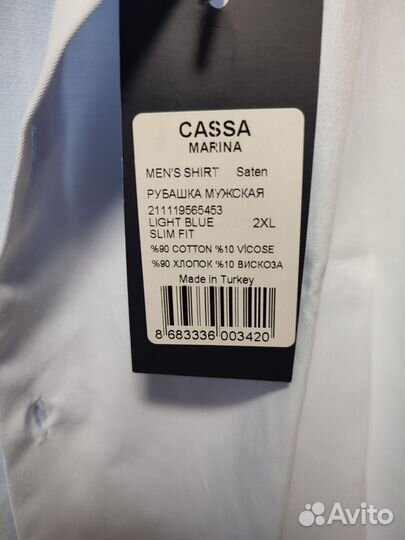 CASSA
MARINA
MEN'S SHIRT Saten
РУБАШКА МУЖСКАЯ
211119565453
LIGHT BLUE 2XL
SLIM FIT
%90 COTTON %10 VİCOSE
%90 ХЛОПОК %10 ВИСКОЗА
Made in Turkey
8 683336 003420
Avito